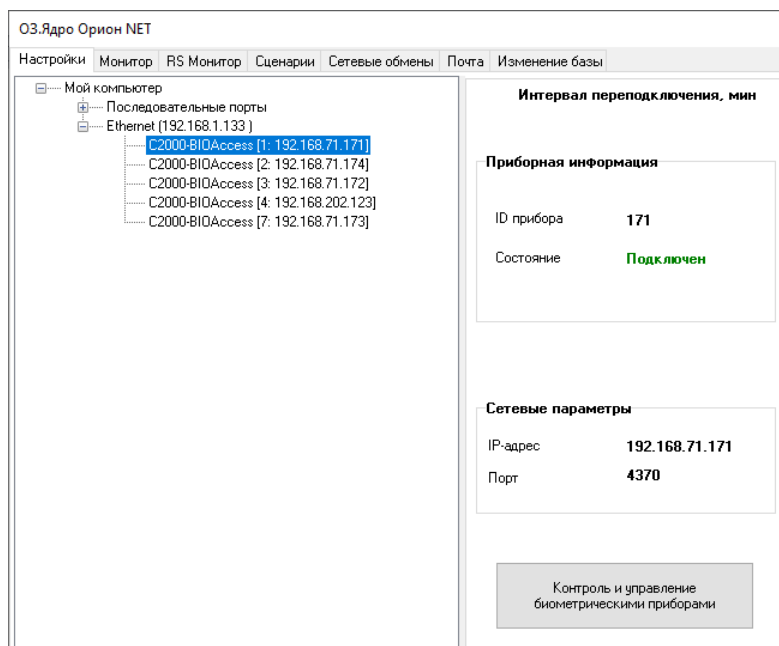 ОЗ.Ядро Орион NET
Настройки Монитор RS Монитор Сценарии Сетевые обмены Почта Изменение базы
Мой компьютер
Последовательные порты
Ethernet (192.168.1.133 )
C2000-BIOAccess [1: 192.168.71.171]
C2000-BIOAccess [2: 192.168.71.174]
C2000-BIOAccess [3: 192.168.71.172]
C2000-BIOAccess [4: 192.168.202.123]
C2000-BIOAccess [7: 192.168.71.173]
Интервал переподключения, мин
Приборная информация
ID прибора 171
Состояние Подключен
Сетевые параметры
IP-адрес 192.168.71.171
Порт 4370
Контроль и управление
биометрическими приборами